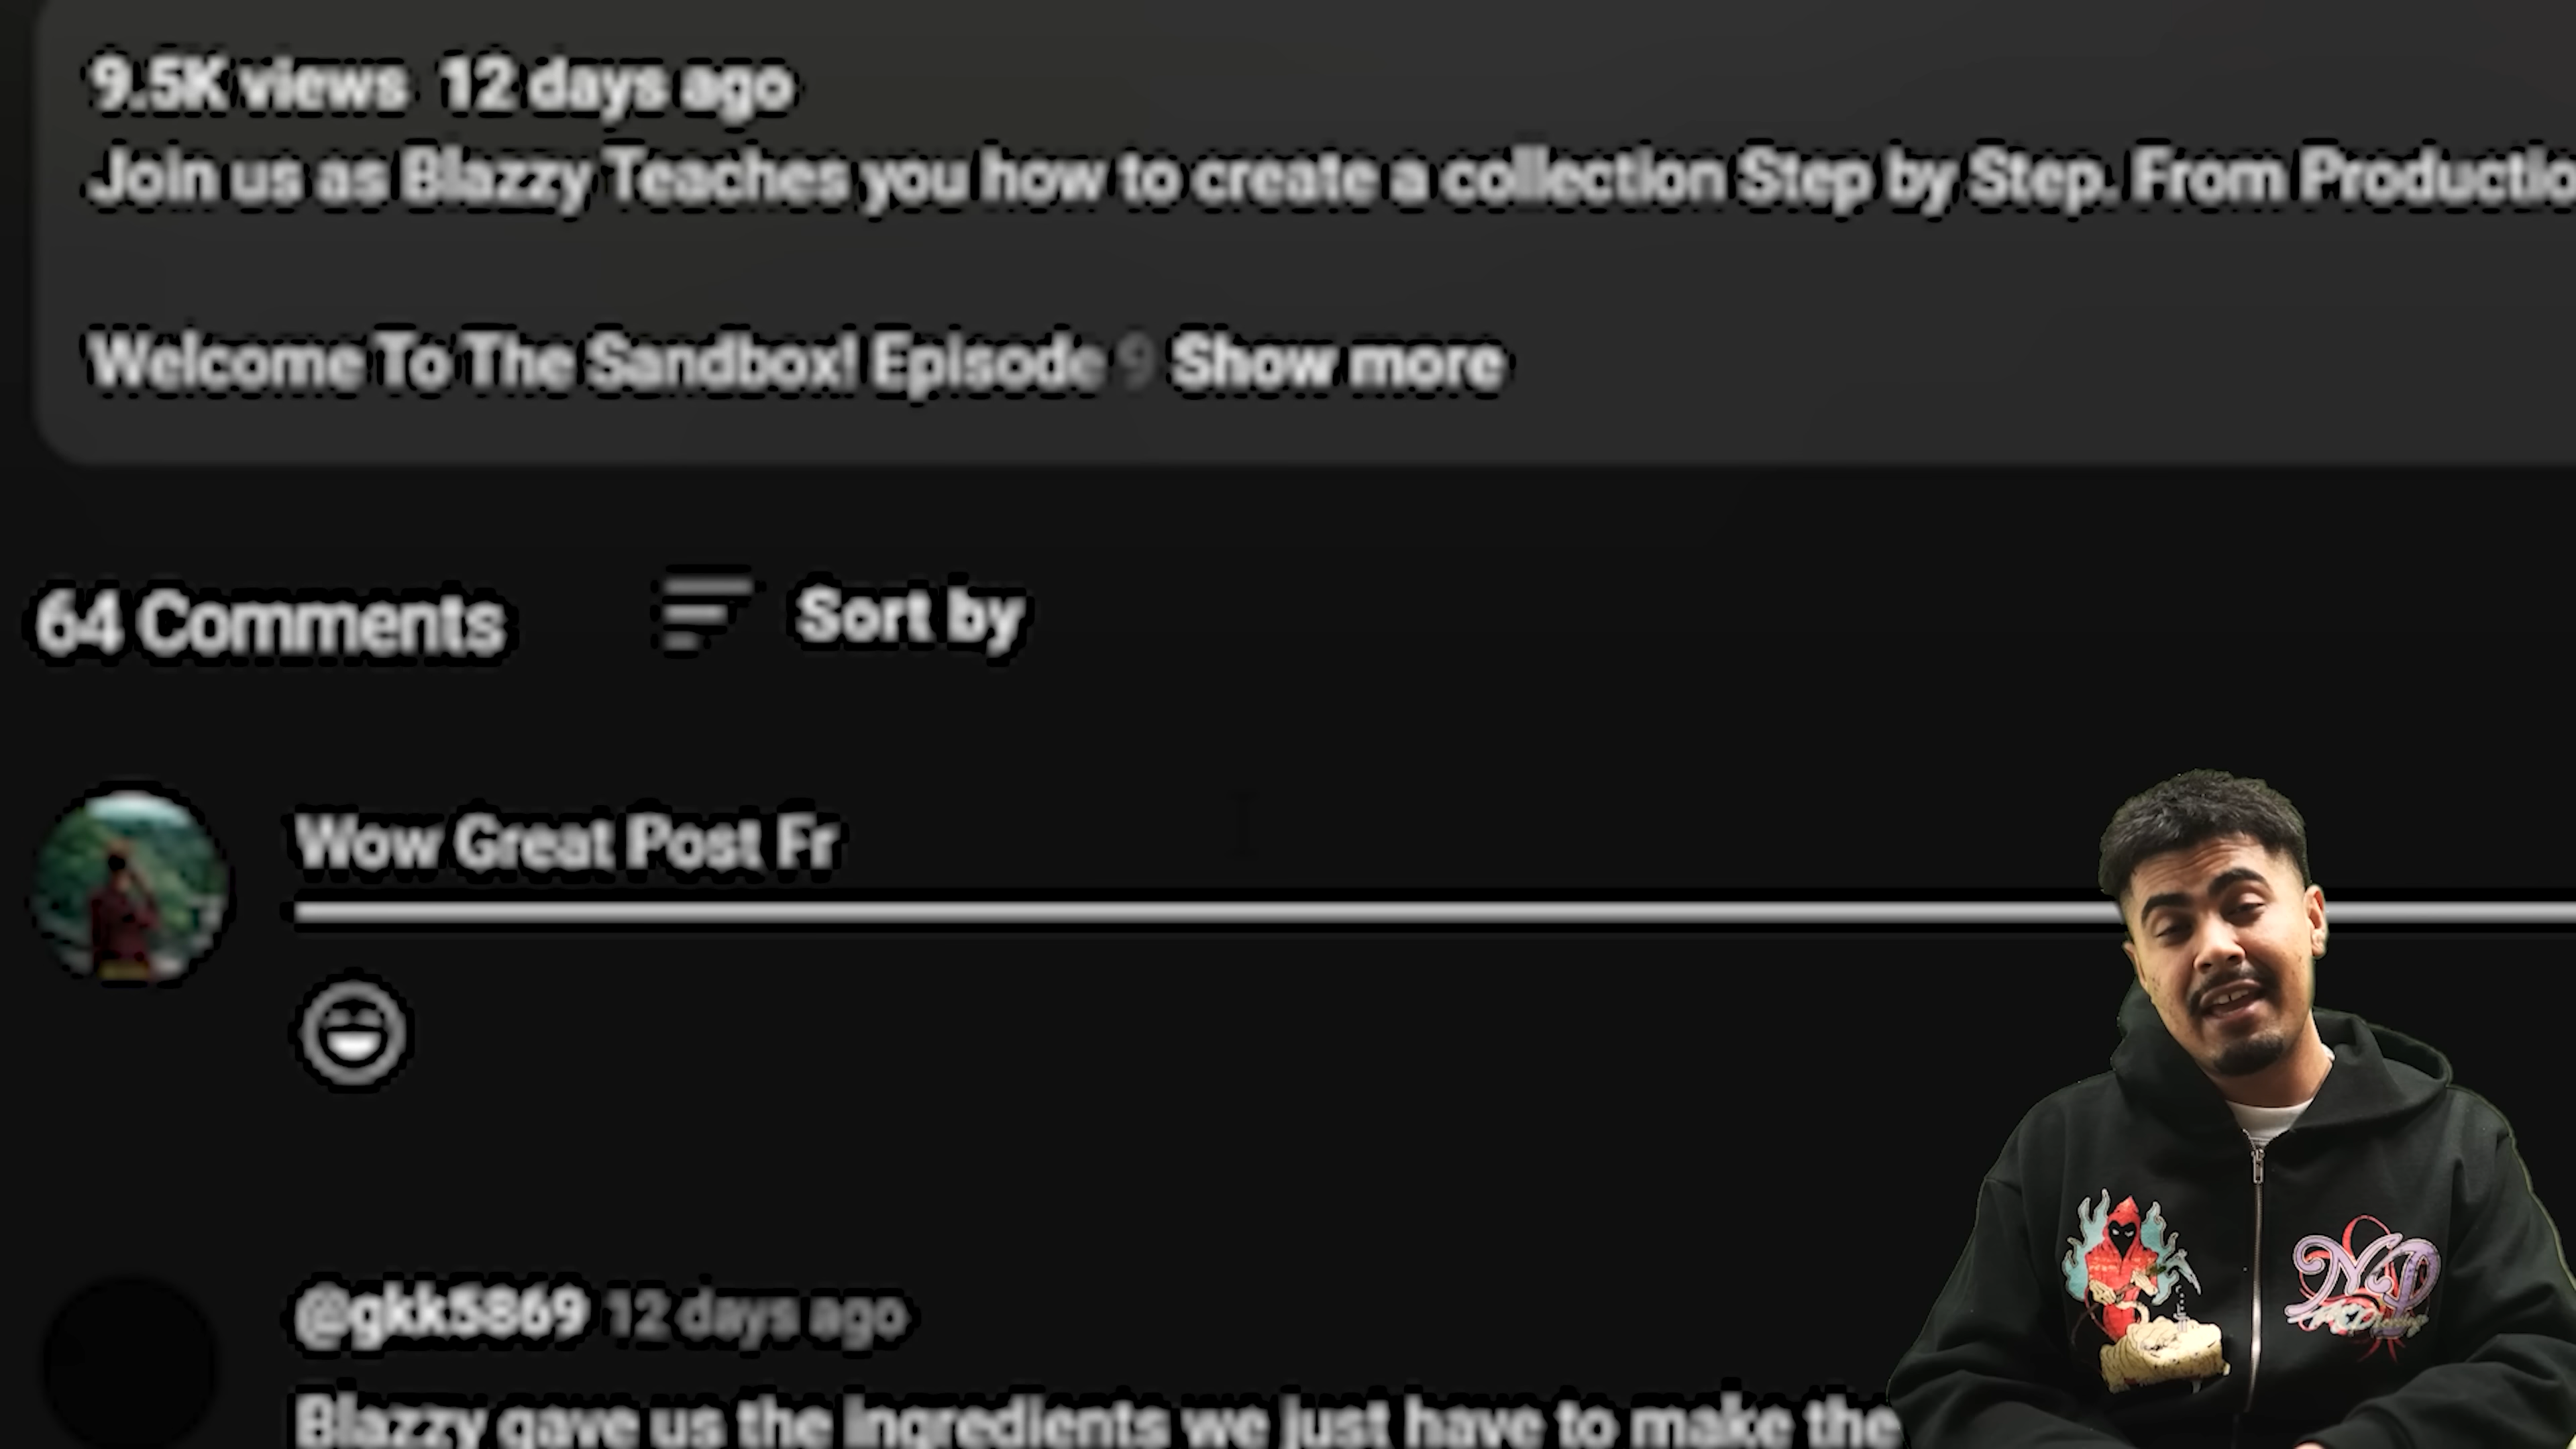 9.5K views 12 days ago
Join us as Blazzy Teaches you how to create a collection Step by Step. From Productio
Welcome To The Sandbox! Episode 9 Show more
64 Comments
Sort by
Wow Great Post Fr
@gkk5869 12 days ago
Blazzy gave us the ingredients we just have to make the